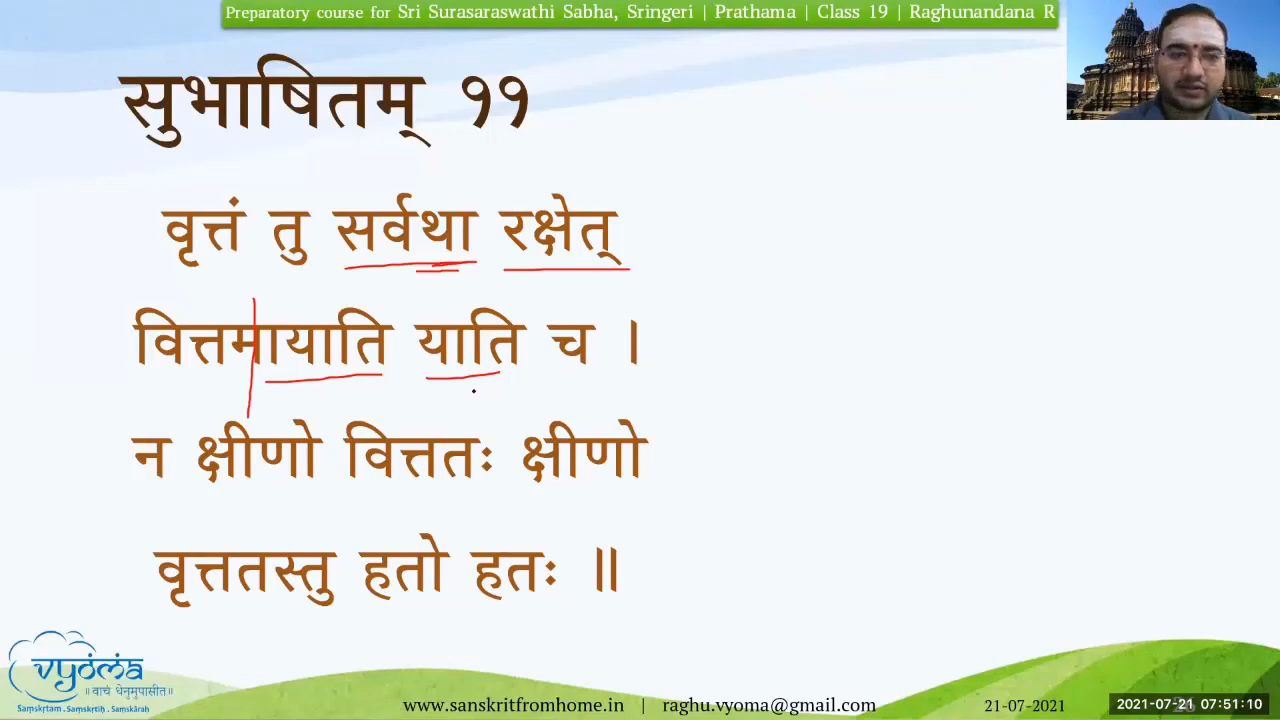 Preparatory course for Sri Surasaraswathi Sabha, Sringeri | Prathama | Class 19 | Raghunandana R
सुभाषितम् ११
वृत्तं तु सर्वथा रक्षेत्
वित्तमायाति याति च ।
न क्षीणो वित्ततः क्षीणो
वृत्ततस्तु हतो हतः ॥
vyoma
॥ वाचं धेनुमुपासीत॥
Saṃskṛtam . Saṃskṛtiḥ . Saṃskāraḥ
www.sanskritfromhome.in | raghu.vyoma@gmail.com
21-07-2021
2021-07-21 07:51:10